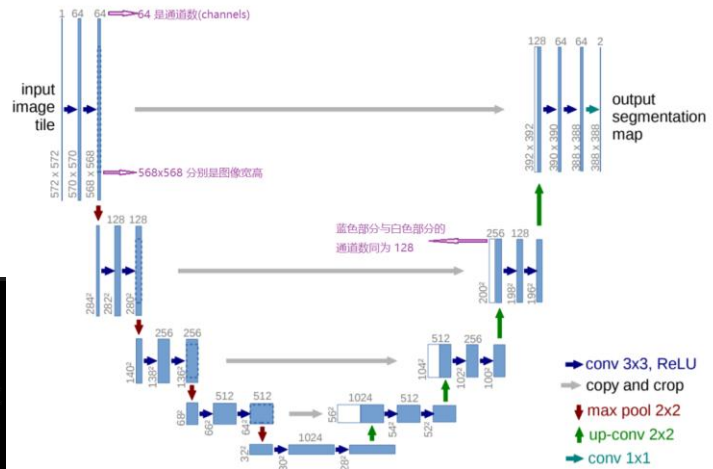 1 64 64
64 是通道数(channels)
input
image
tile
572 x 572
570 x 570
568 x 568
568x568 分别是图像宽高
128 64 64 2
392 x 392
390 x 390
388 x 388
388 x 388
output
segmentation
map
128 128
284²
282²
280²
蓝色部分与白色部分的
通道数同为 128
256 128
200²
198²
196²
256 256
140²
138²
136²
512 256
104²
102²
100²
512 512
68²
66²
64²
1024 512
56²
54²
52²
1024
32²
30²
28²
conv 3x3, ReLU
copy and crop
max pool 2x2
up-conv 2x2
conv 1x1